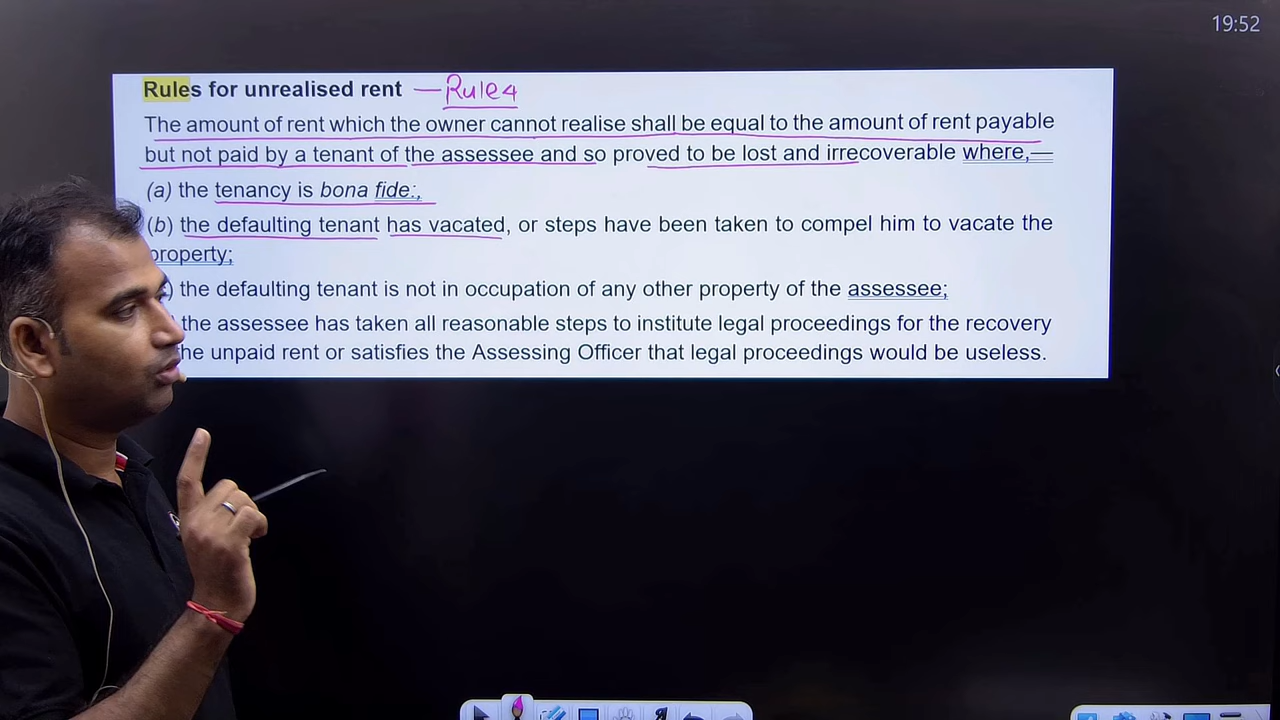 19:52
Rules for unrealised rent — Rule 4
The amount of rent which the owner cannot realise shall be equal to the amount of rent payable
but not paid by a tenant of the assessee and so proved to be lost and irrecoverable where,—
(a) the tenancy is bona fide:,
(b) the defaulting tenant has vacated, or steps have been taken to compel him to vacate the
property;
) the defaulting tenant is not in occupation of any other property of the assessee;
the assessee has taken all reasonable steps to institute legal proceedings for the recovery
he unpaid rent or satisfies the Assessing Officer that legal proceedings would be useless.